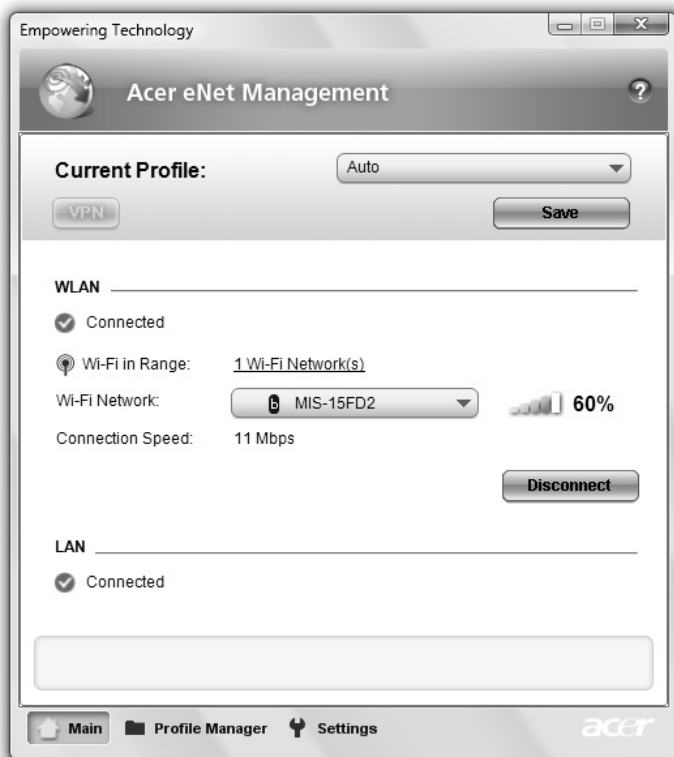 Empowering Technology
Acer eNet Management ?
Current Profile: Auto
VPN Save
WLAN
Connected
Wi-Fi in Range: 1 Wi-Fi Network(s)
Wi-Fi Network: b MIS-15FD2 60%
Connection Speed: 11 Mbps
Disconnect
LAN
Connected
Main Profile Manager Settings acer